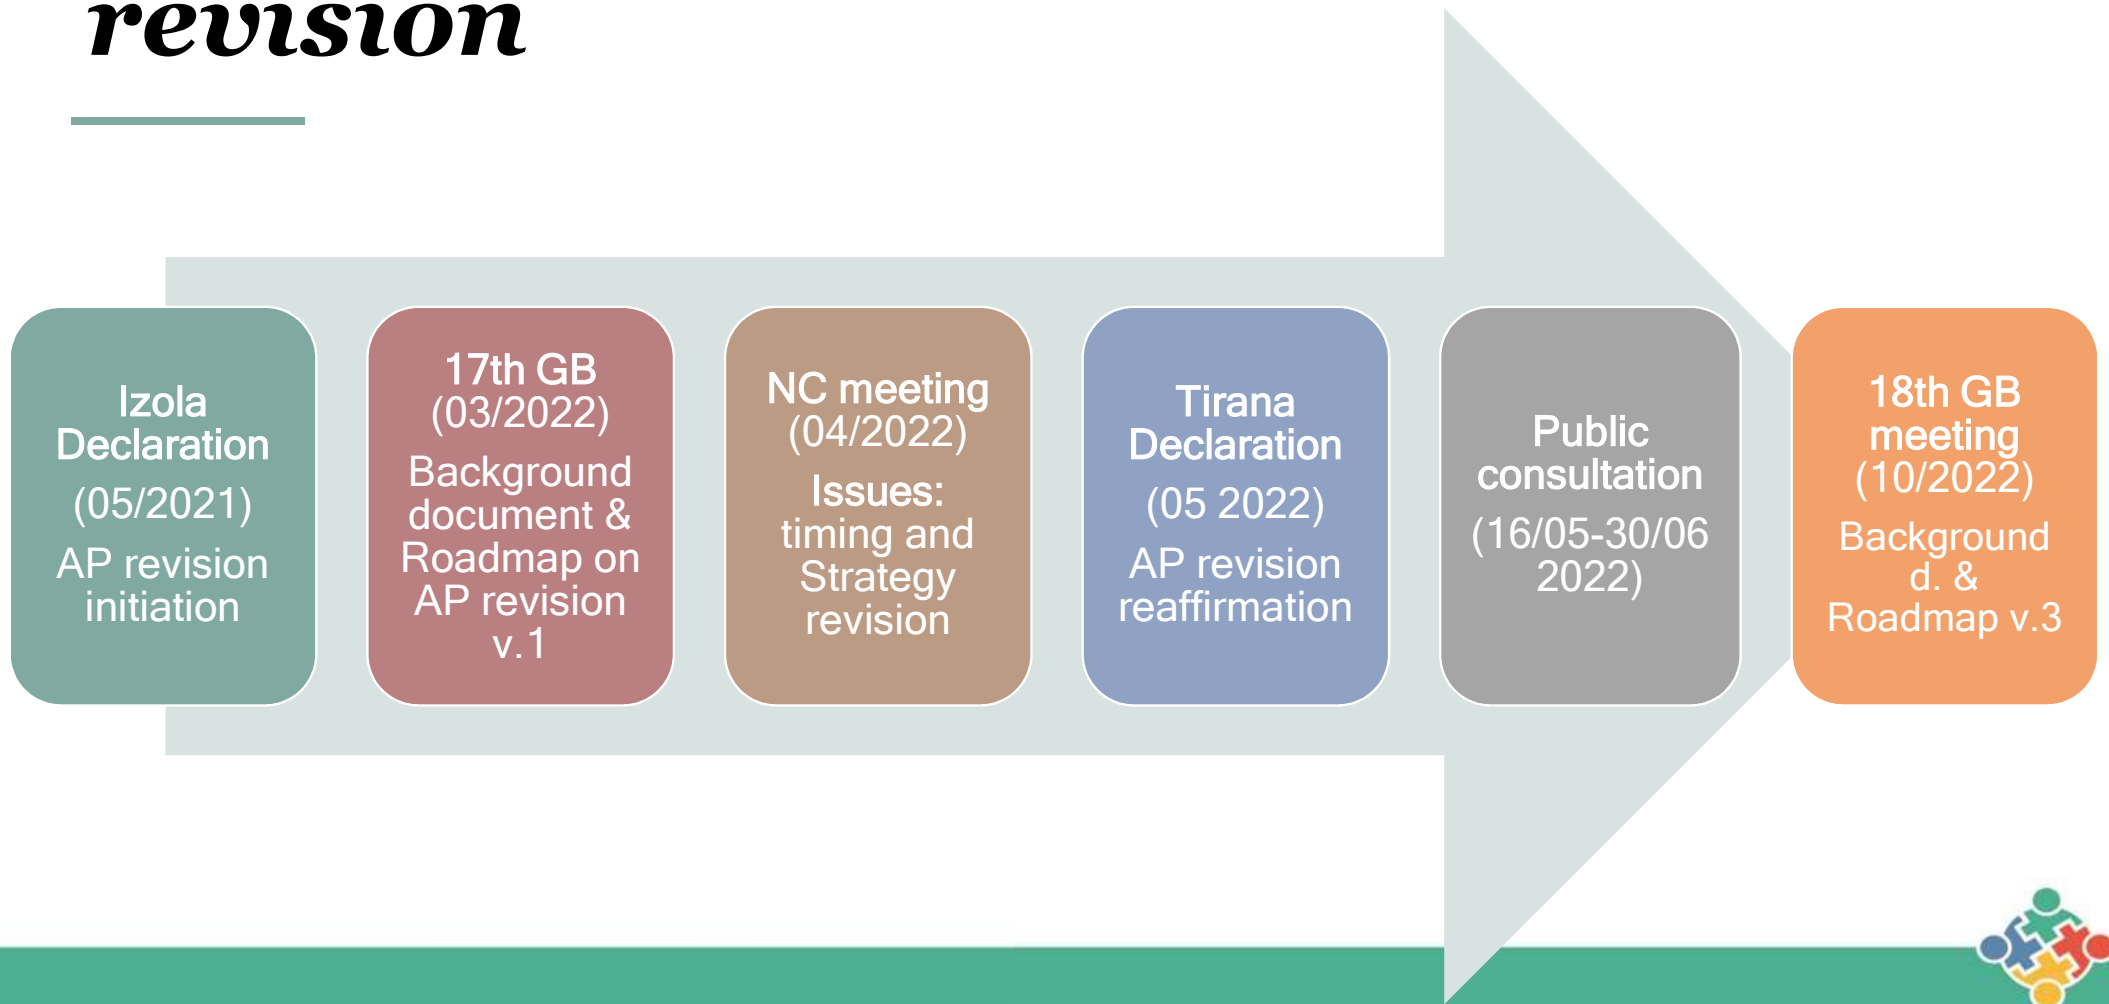 revision
Izola
Declaration
(05/2021)
AP revision
initiation
17th GB
(03/2022)
Background
document &
Roadmap on
AP revision
v.1
NC meeting
(04/2022)
Issues:
timing and
Strategy
revision
Tirana
Declaration
(05 2022)
AP revision
reaffirmation
Public
consultation
(16/05-30/06
2022)
18th GB
meeting
(10/2022)
Background
d. &
Roadmap v.3